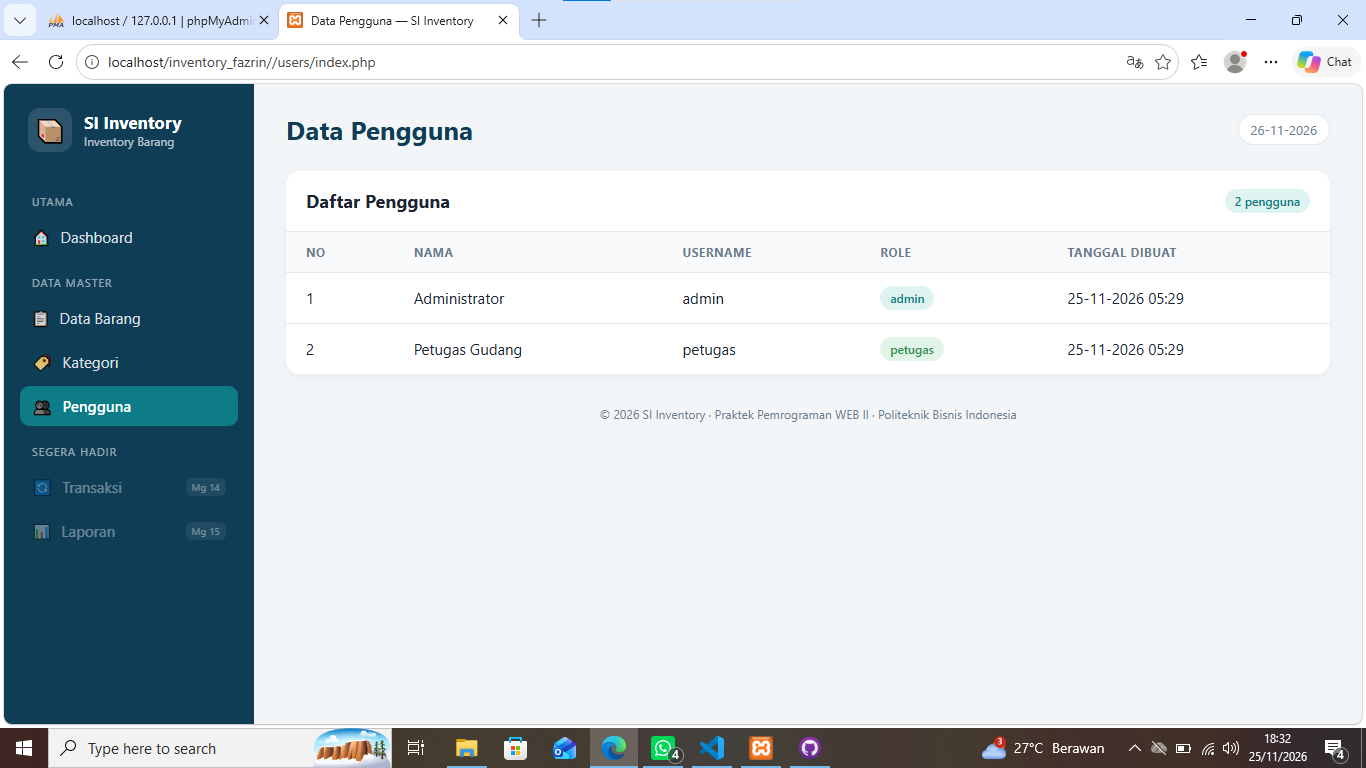 localhost / 127.0.0.1 | phpMyAdmin
Data Pengguna — SI Inventory
localhost/inventory_fazrin//users/index.php
Chat
SI Inventory
Inventory Barang
UTAMA
Dashboard
DATA MASTER
Data Barang
Kategori
Pengguna
SEGERA HADIR
Transaksi Mg 14
Laporan Mg 15
Data Pengguna
26-11-2026
Daftar Pengguna
2 pengguna
NO NAMA USERNAME ROLE TANGGAL DIBUAT
1 Administrator admin admin 25-11-2026 05:29
2 Petugas Gudang petugas petugas 25-11-2026 05:29
© 2026 SI Inventory · Praktek Pemrograman WEB II · Politeknik Bisnis Indonesia
Type here to search
4
3
27°C Berawan
18:32
25/11/2026
4